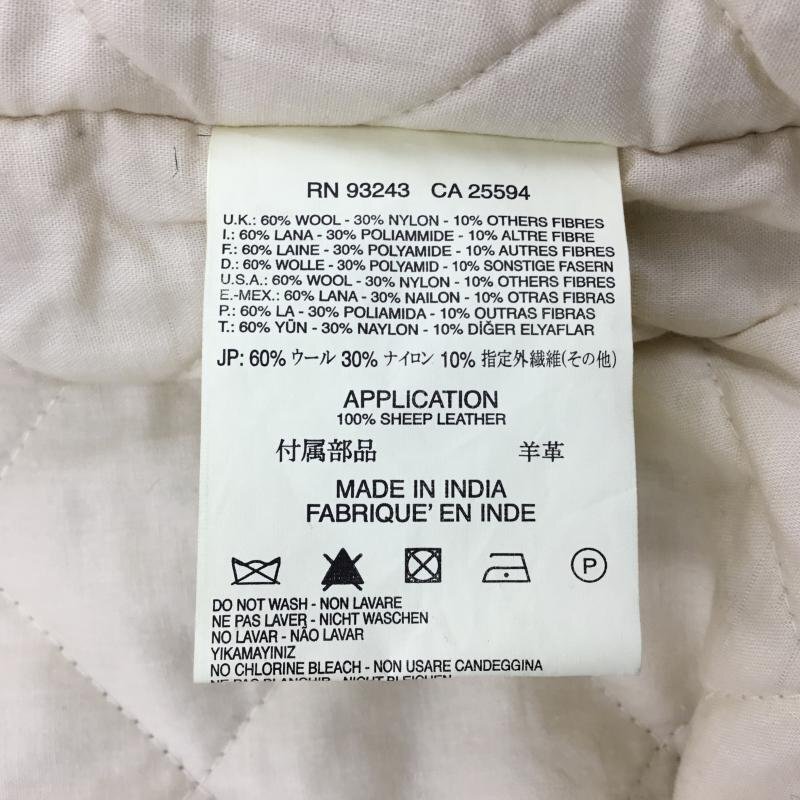 RN 93243 CA 25594
U.K.: 60% WOOL - 30% NYLON - 10% OTHERS FIBRES
I.: 60% LANA - 30% POLIAMMIDE - 10% ALTRE FIBRE
F.: 60% LAINE - 30% POLYAMIDE - 10% AUTRES FIBRES
D.: 60% WOLLE - 30% POLYAMID - 10% SONSTIGE FASERN
U.S.A.: 60% WOOL - 30% NYLON - 10% OTHERS FIBRES
E.-MEX.: 60% LANA - 30% NAILON - 10% OTRAS FIBRAS
P.: 60% LA - 30% POLIAMIDA - 10% OUTRAS FIBRAS
T.: 60% YŪN - 30% NAYLON - 10% DİĞER ELYAFLAR
JP: 60% ウール 30% ナイロン 10% 指定外繊維(その他)
APPLICATION
100% SHEEP LEATHER
付属部品 羊革
MADE IN INDIA
FABRIQUE' EN INDE
P
DO NOT WASH - NON LAVARE
NE PAS LAVER - NICHT WASCHEN
NO LAVAR - NÃO LAVAR
YIKAMAYINIZ
NO CHLORINE BLEACH - NON USARE CANDEGGINA
NE PAS BLANCHIR - NICHT BLEICHEN